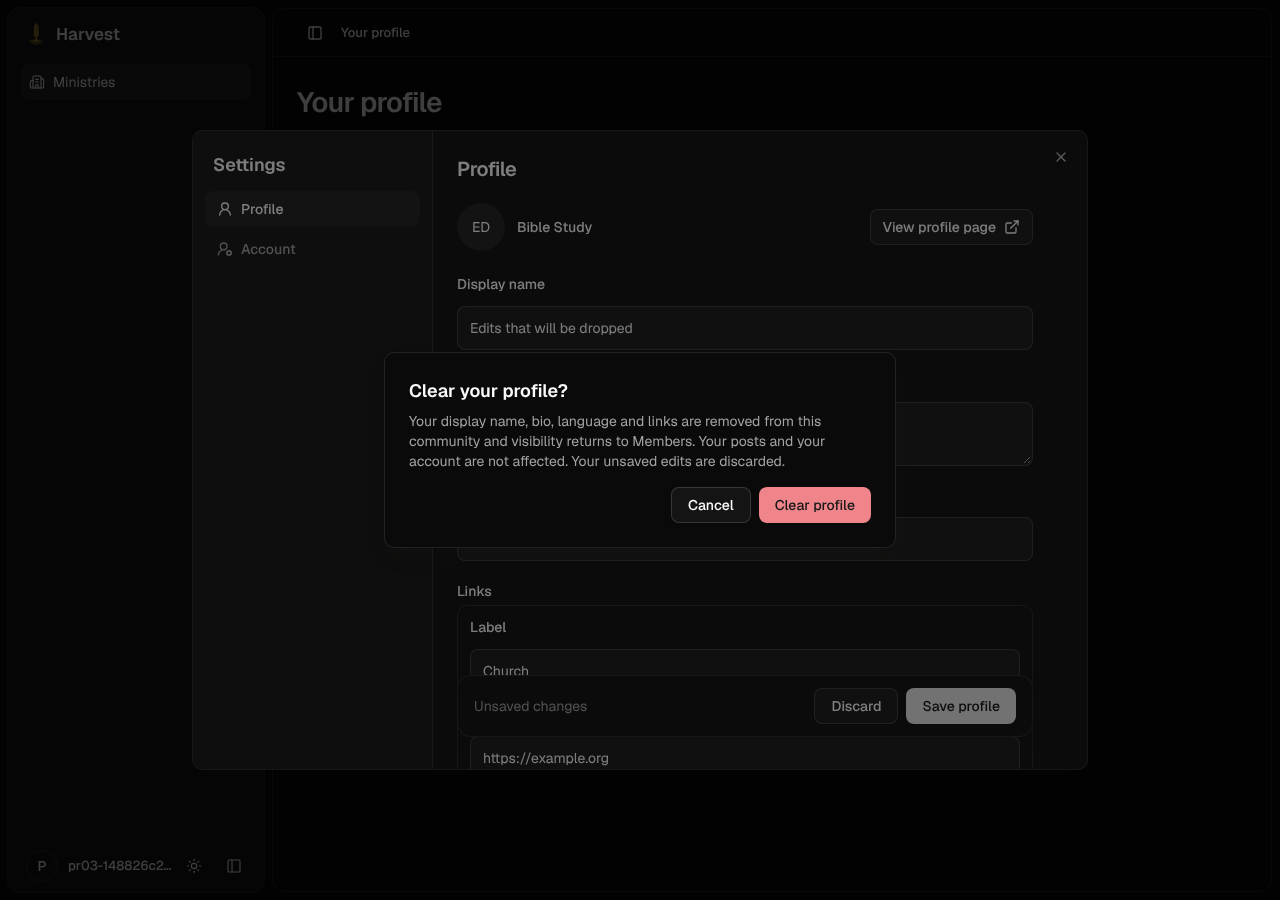 Harvest
Ministries
Your profile
Your profile
Settings
Profile
Account
Profile
ED
Bible Study
View profile page
Display name
Edits that will be dropped
Clear your profile?
Your display name, bio, language and links are removed from this
community and visibility returns to Members. Your posts and your
account are not affected. Your unsaved edits are discarded.
Cancel
Clear profile
Links
Label
Church
Unsaved changes
Discard
Save profile
https://example.org
P
pr03-148826c2...